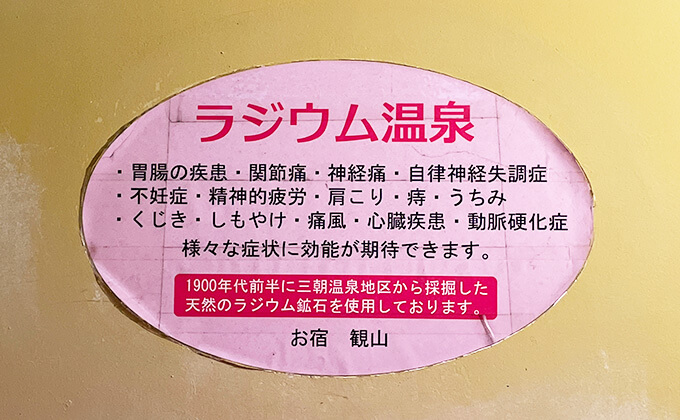 ラジウム温泉
・胃腸の疾患・関節痛・神経痛・自律神経失調症
・不妊症・精神的疲労・肩こり・痔・うちみ
・くじき・しもやけ・痛風・心臓疾患・動脈硬化症
様々な症状に効能が期待できます。
1900年代前半に三朝温泉地区から採掘した
天然のラジウム鉱石を使用しております。
お宿　観山